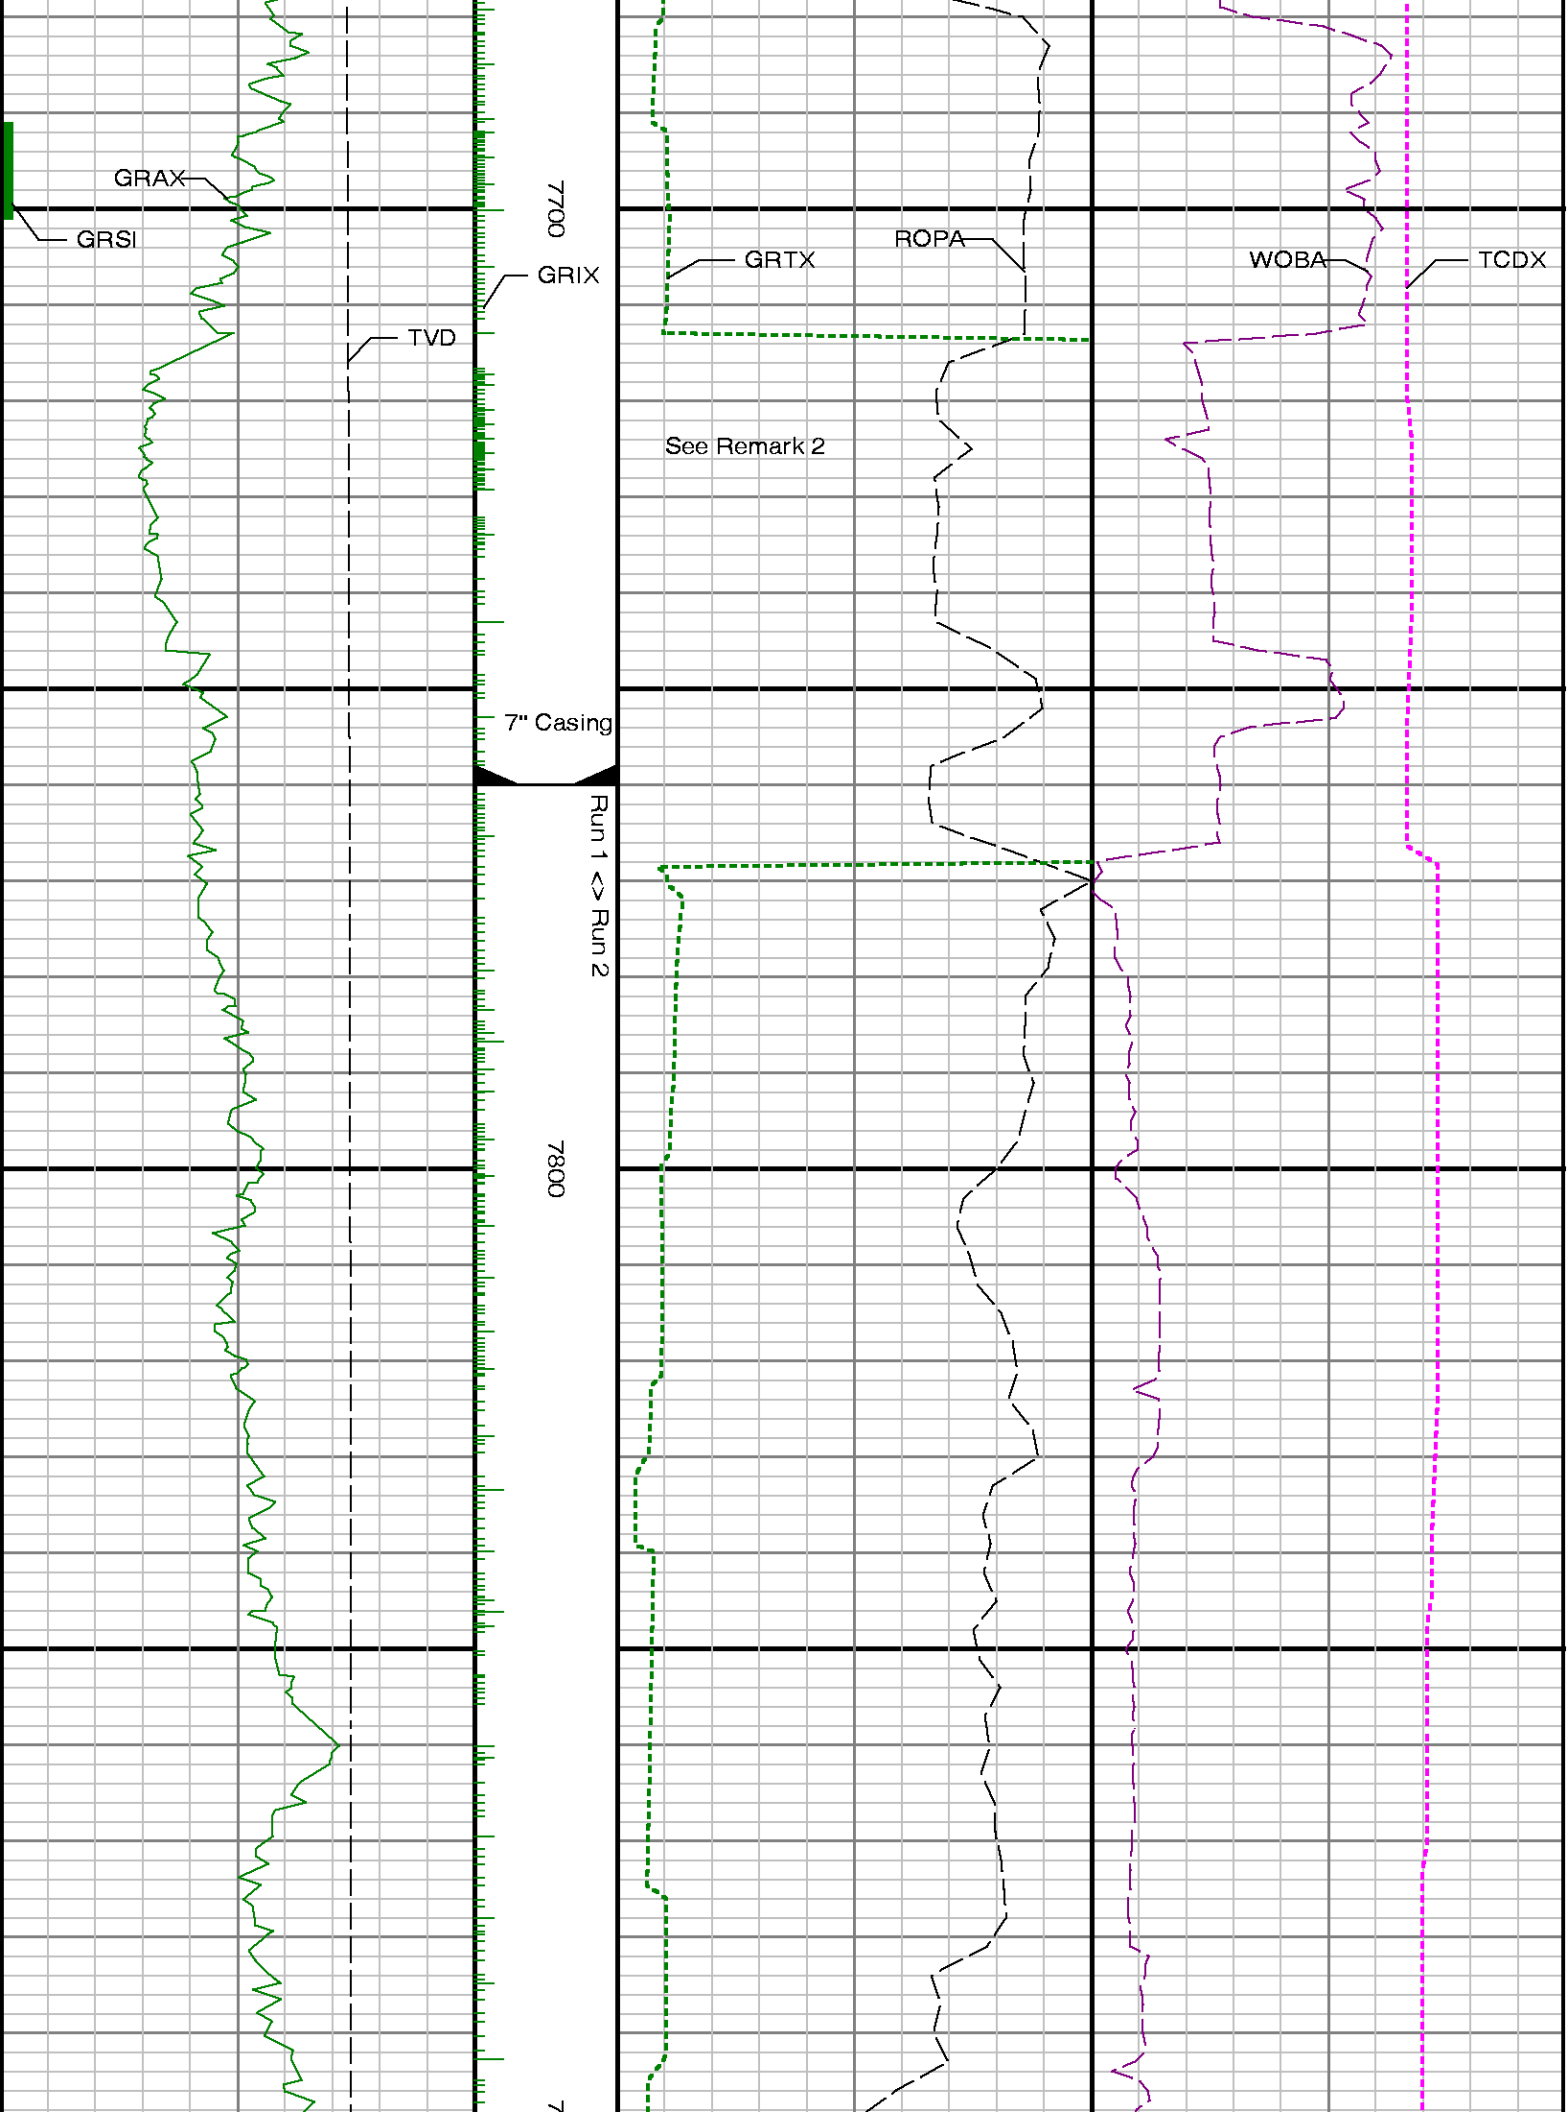 GRAX
7700
GRSI
ROPA
GRTX
WOBA
TCDX
GRIX
TVD
See Remark 2
7" Casing
Run 1 <> Run 2
7800